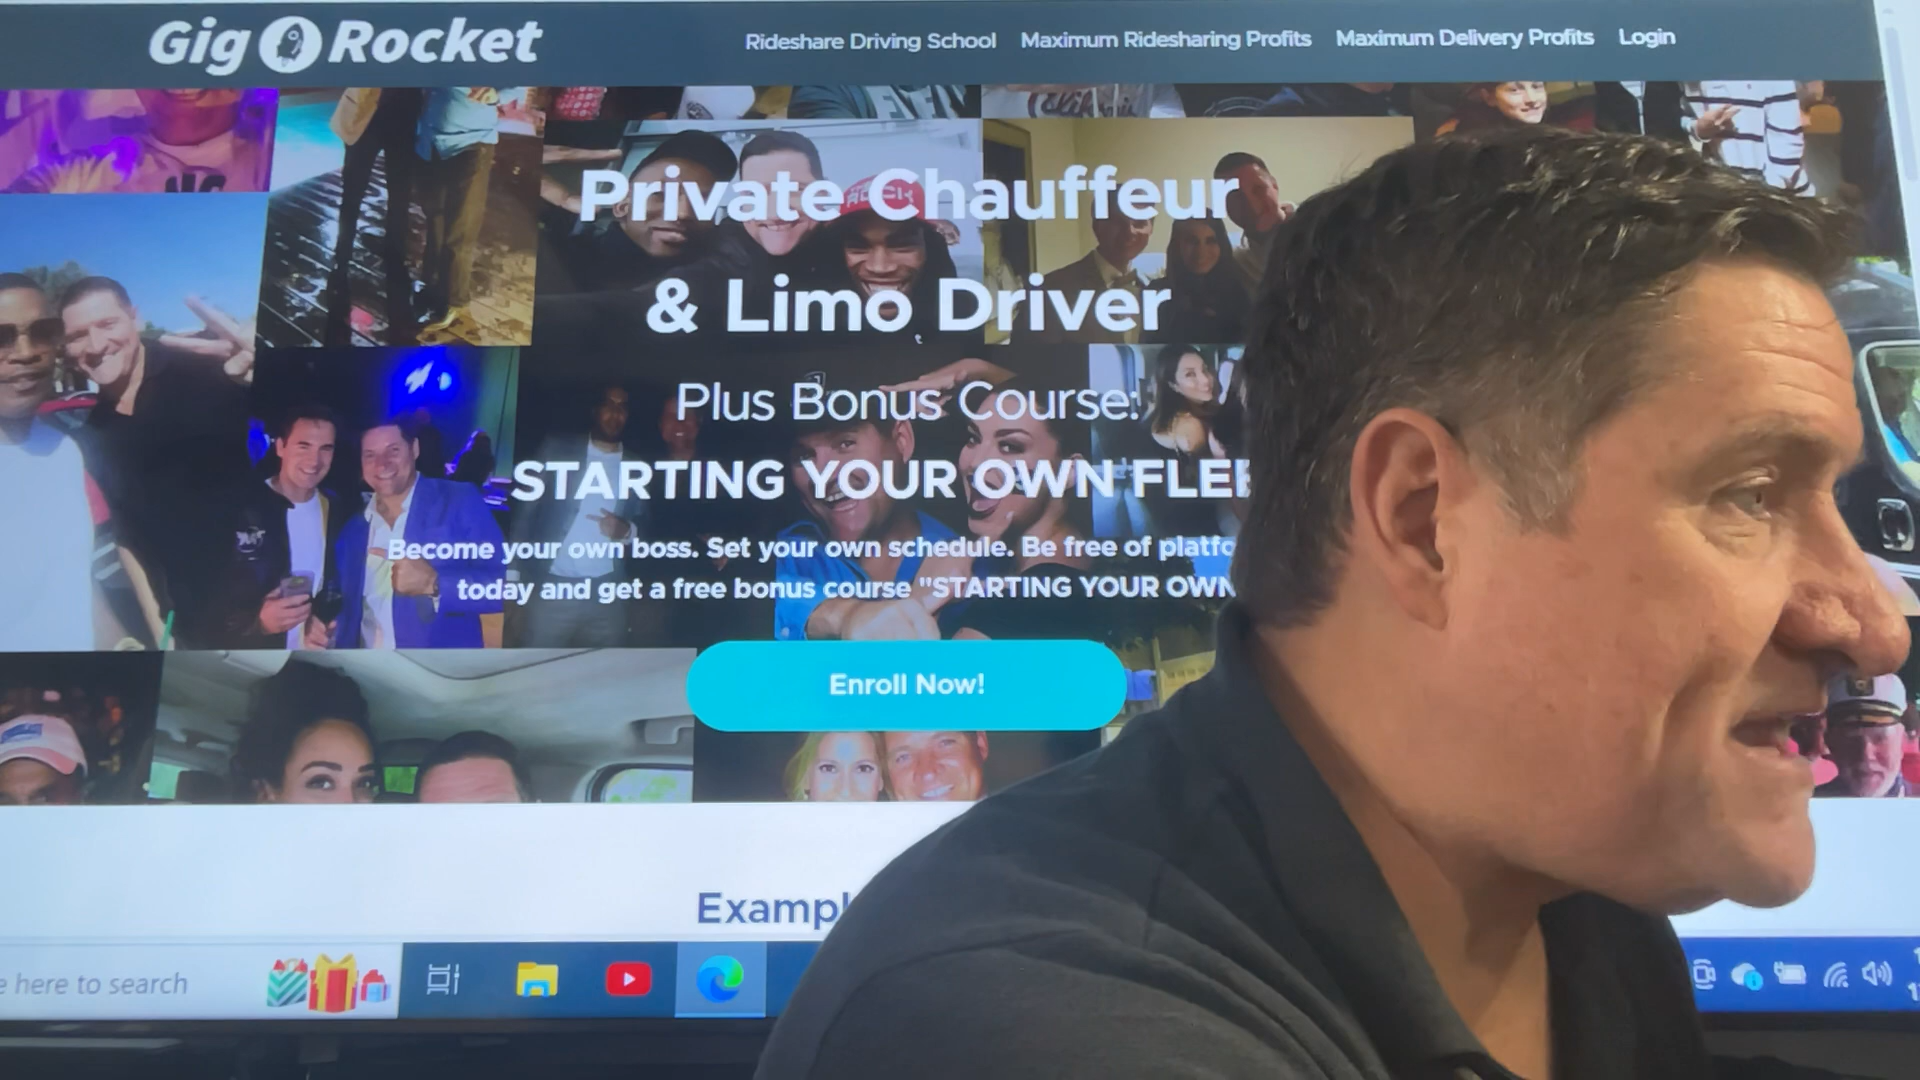 Gig Rocket
Rideshare Driving School Maximum Ridesharing Profits Maximum Delivery Profits Login
Private Chauffeur
& Limo Driver
Plus Bonus Course:
STARTING YOUR OWN
Become your own boss. Set your own schedule. Be free of
today and get a free bonus course "STARTING YOUR OWN
Enroll Now!
here to search